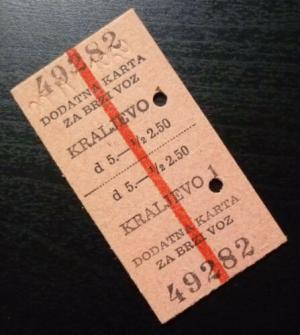 49282
DODATNA KARTA
ZA BRZI VOZ
KRALJEVO
d 5.— 1/2 2.50
d 5.— 1/2 2.50
KRALJEVO 1
DODATNA KARTA
ZA BRZI VOZ
49282